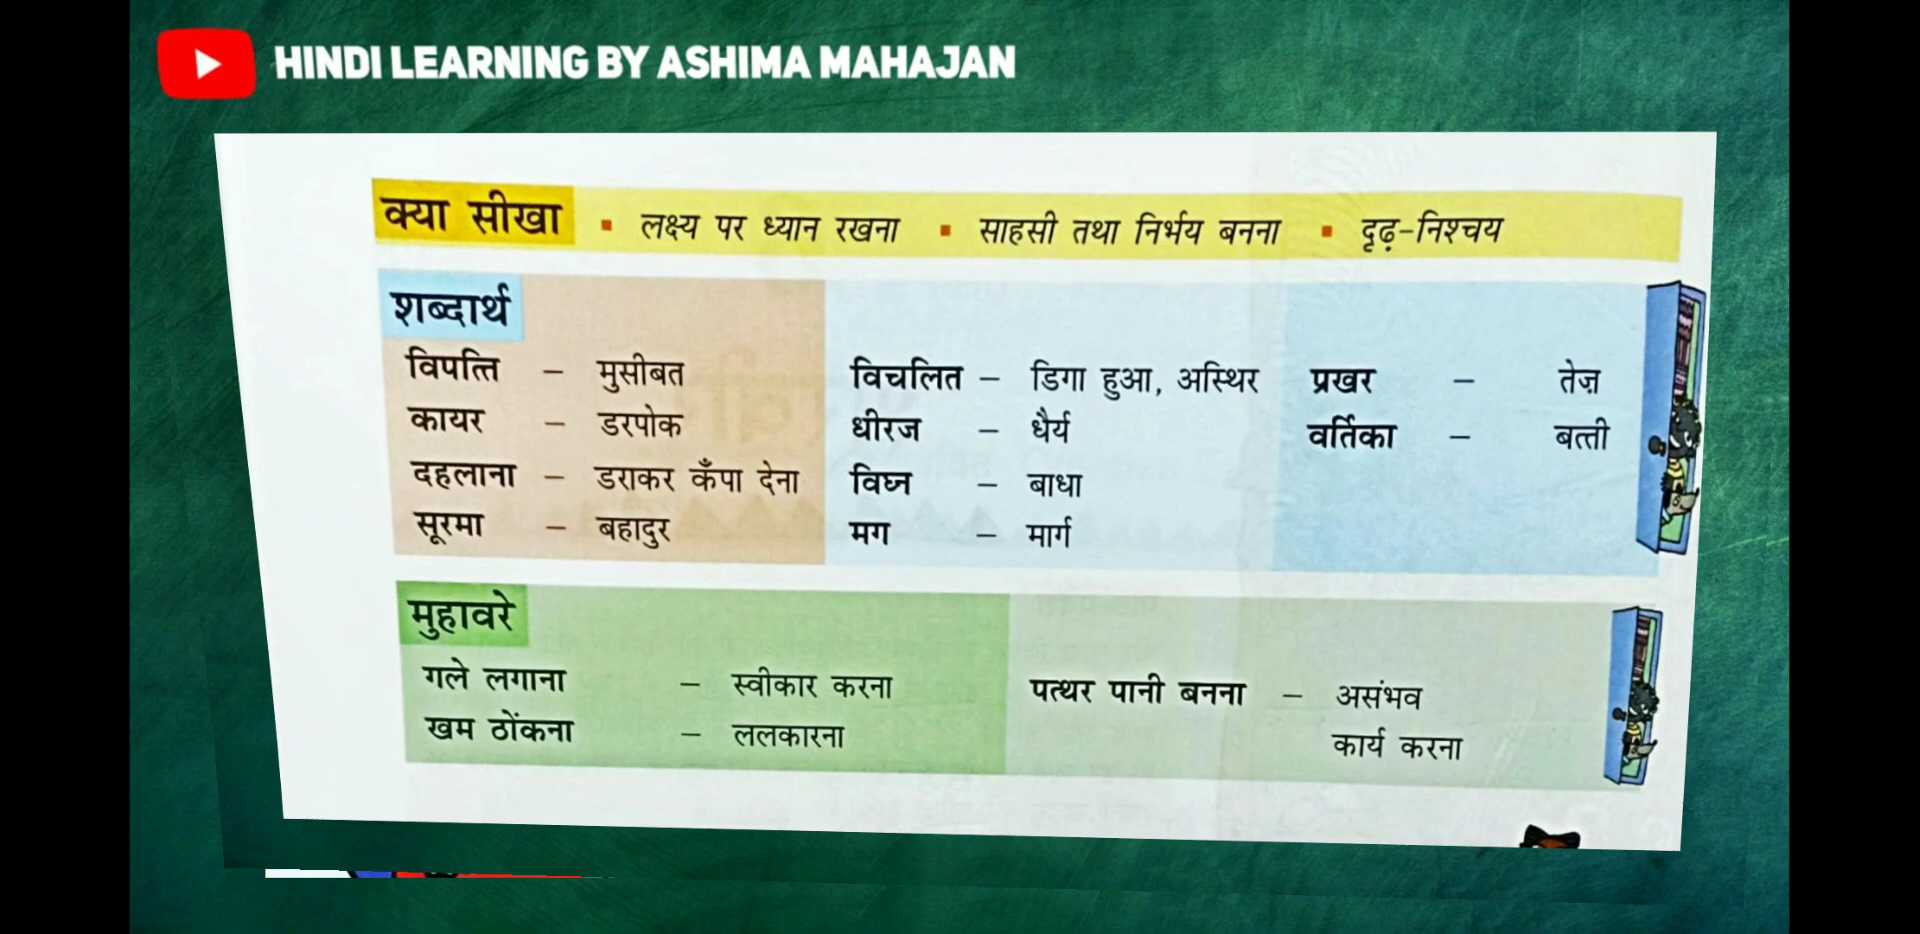 HINDI LEARNING BY ASHIMA MAHAJAN
क्या सीखा ▪ लक्ष्य पर ध्यान रखना ▪ साहसी तथा निर्भय बनना ▪ दृढ़-निश्चय
शब्दार्थ
विपत्ति – मुसीबत
कायर – डरपोक
दहलाना – डराकर कँपा देना
सूरमा – बहादुर
विचलित – डिगा हुआ, अस्थिर
धीरज – धैर्य
विघ्न – बाधा
मग – मार्ग
प्रखर – तेज़
वर्तिका – बत्ती
मुहावरे
गले लगाना – स्वीकार करना
खम ठोंकना – ललकारना
पत्थर पानी बनना – असंभव
कार्य करना